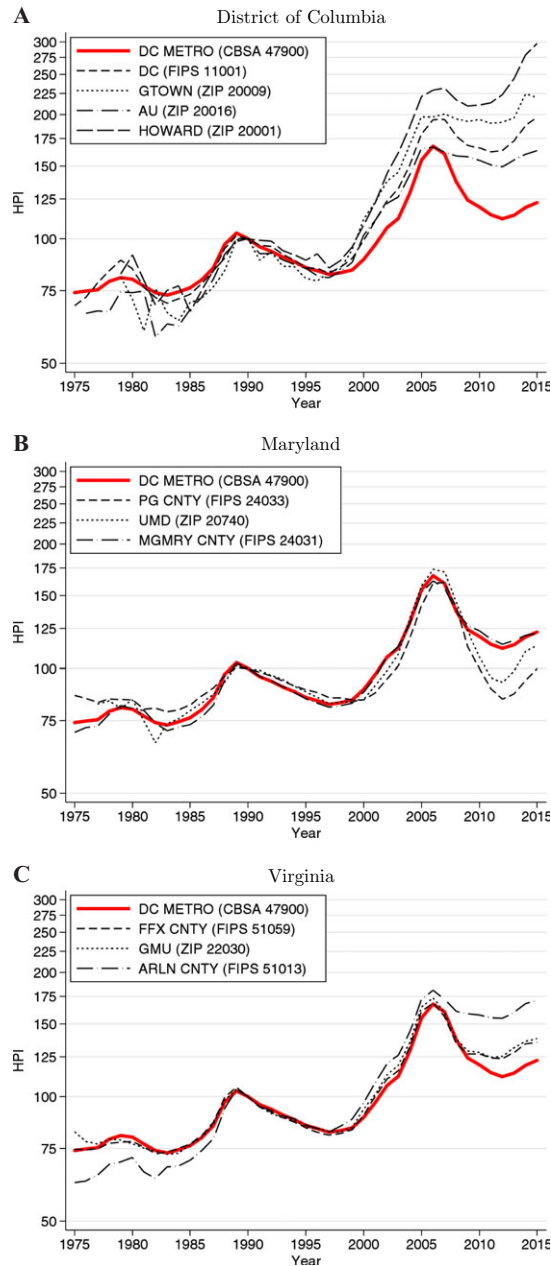 A
District of Columbia
300
275
250
225
200
175
150
125
100
75
50
HPI
DC METRO (CBSA 47900)
DC (FIPS 11001)
GTOWN (ZIP 20009)
AU (ZIP 20016)
HOWARD (ZIP 20001)
1975 1980 1985 1990 1995 2000 2005 2010 2015
Year
B
Maryland
300
275
250
225
200
175
150
125
100
75
50
HPI
DC METRO (CBSA 47900)
PG CNTY (FIPS 24033)
UMD (ZIP 20740)
MGMRY CNTY (FIPS 24031)
1975 1980 1985 1990 1995 2000 2005 2010 2015
Year
C
Virginia
300
275
250
225
200
175
150
125
100
75
50
HPI
DC METRO (CBSA 47900)
FFX CNTY (FIPS 51059)
GMU (ZIP 22030)
ARLN CNTY (FIPS 51013)
1975 1980 1985 1990 1995 2000 2005 2010 2015
Year